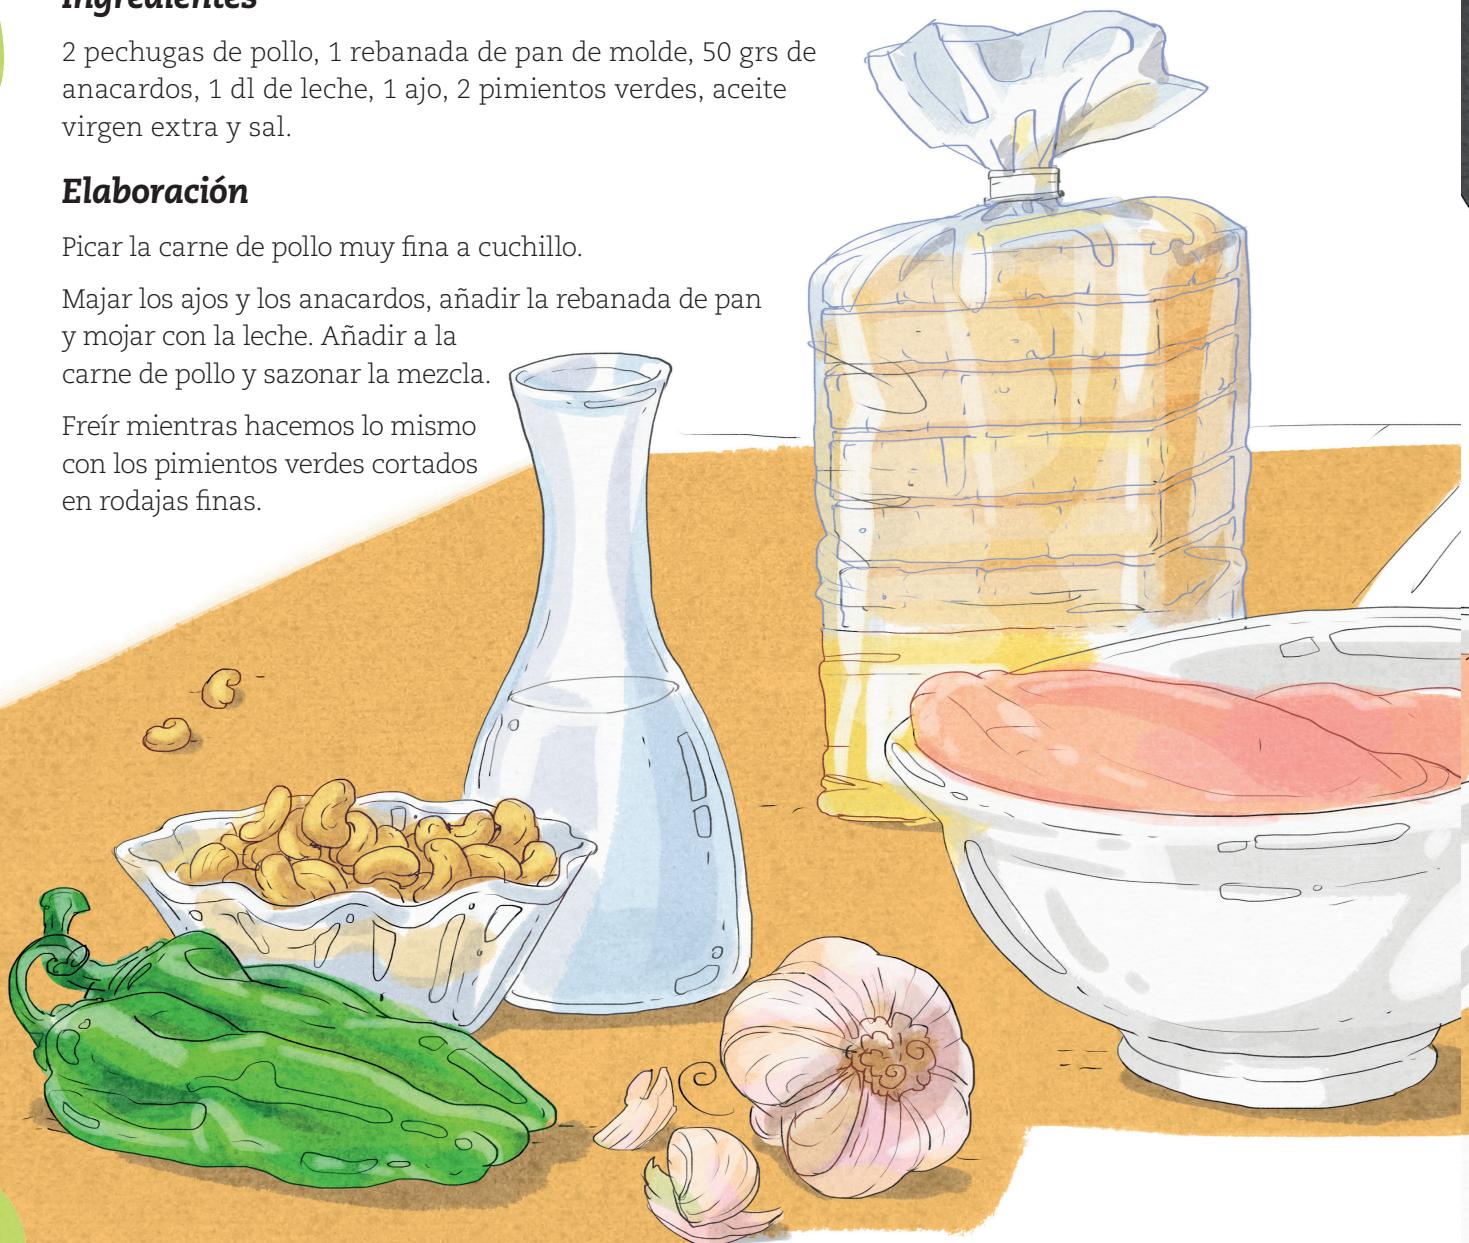 Ingredientes
2 pechugas de pollo, 1 rebanada de pan de molde, 50 grs de
anacardos, 1 dl de leche, 1 ajo, 2 pimientos verdes, aceite
virgen extra y sal.
Elaboración
Picar la carne de pollo muy fina a cuchillo.
Majar los ajos y los anacardos, añadir la rebanada de pan
y mojar con la leche. Añadir a la
carne de pollo y sazonar la mezcla.
Freír mientras hacemos lo mismo
con los pimientos verdes cortados
en rodajas finas.